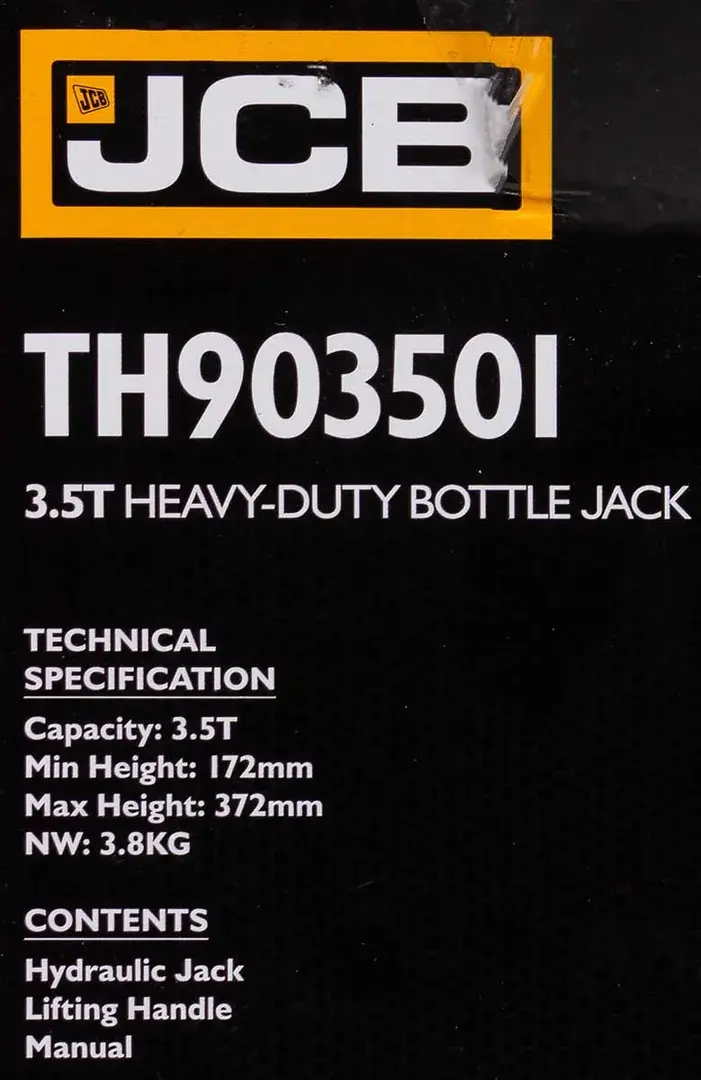 JCB
JCB
TH903501
3.5T HEAVY-DUTY BOTTLE JACK
TECHNICAL
SPECIFICATION
Capacity: 3.5T
Min Height: 172mm
Max Height: 372mm
NW: 3.8KG
CONTENTS
Hydraulic Jack
Lifting Handle
Manual